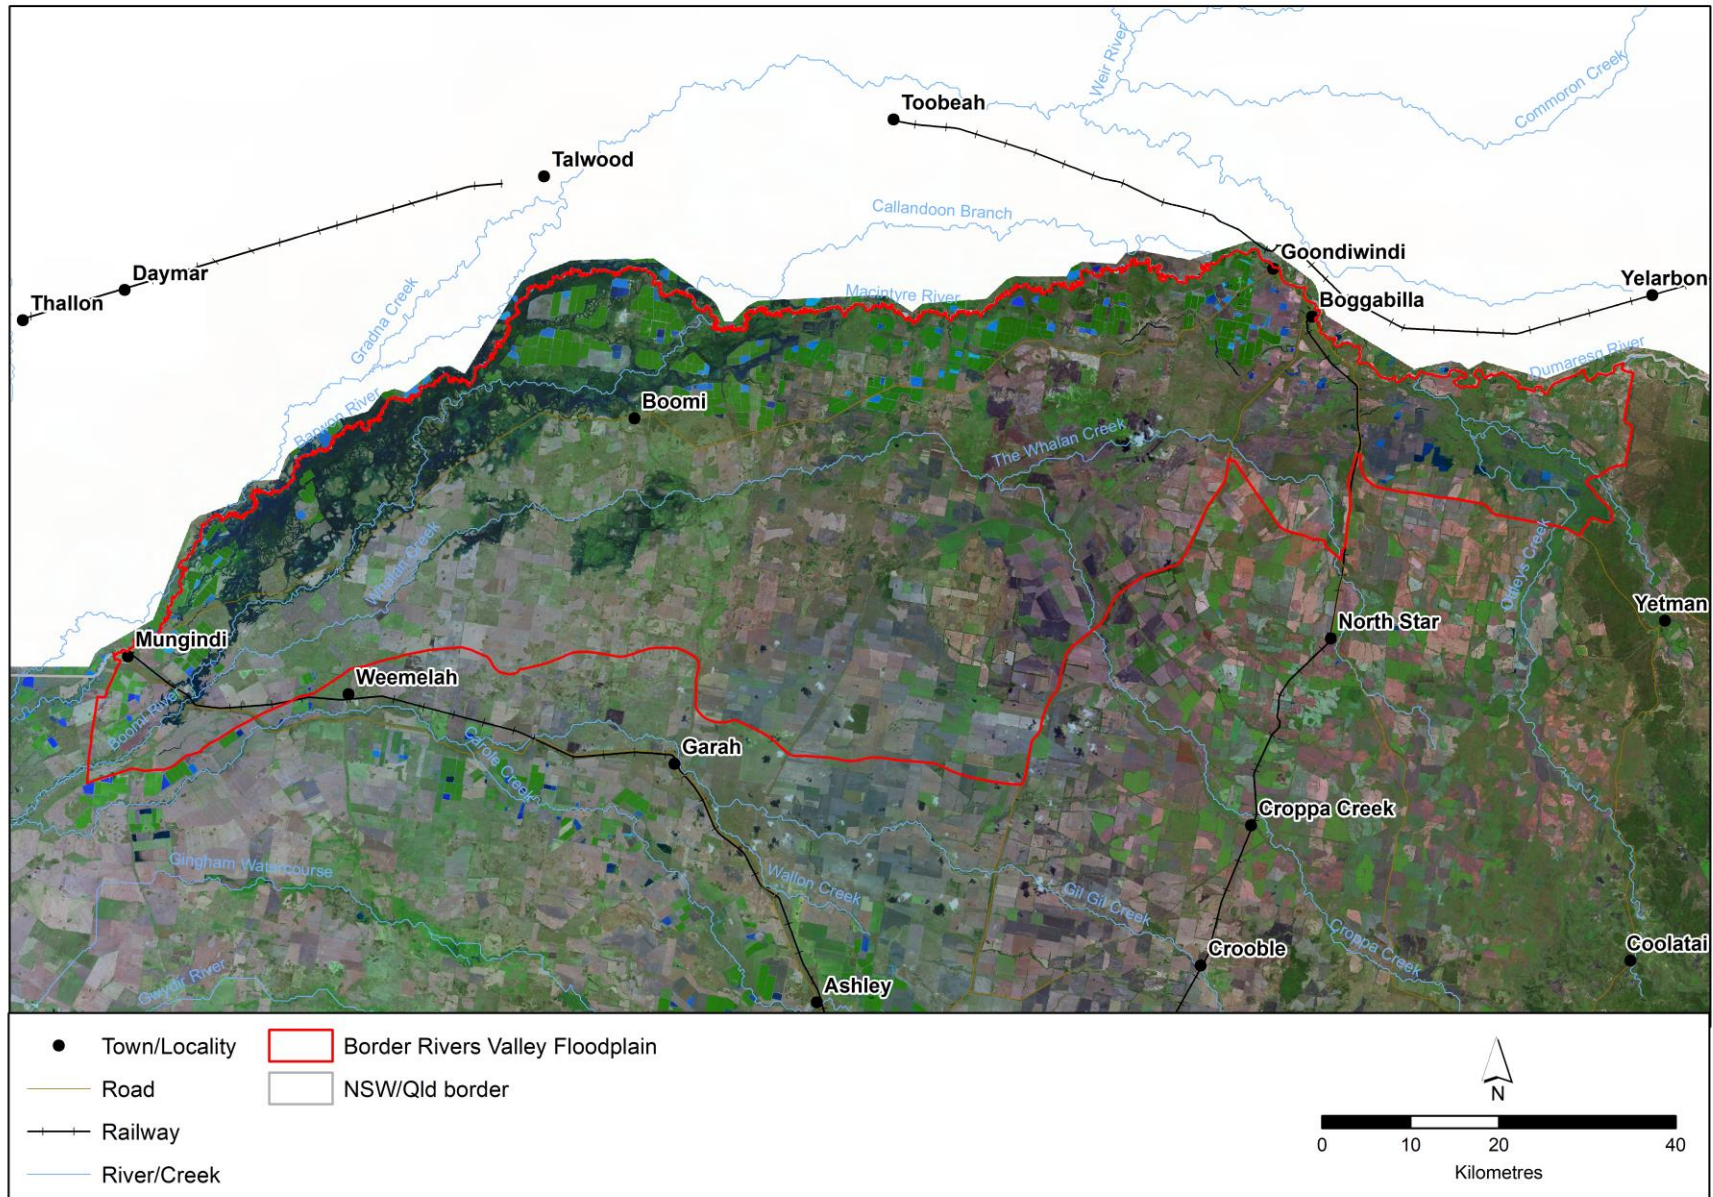 Weir River
Commoron Creek
Toobeah
Talwood
Callandoon Branch
Goondiwindi
Daymar
Yelarbon
Thallon
Gradna Creek
Macintyre River
Boggabilla
Dumaresq River
Boomi
Barwon River
The Whalan Creek
Whalan Creek
Ottleys Creek
Yetman
North Star
Mungindi
Weemelah
Boomi River
Carole Creek
Garah
Croppa Creek
Gingham Watercourse
Wallon Creek
Gil Gil Creek
Croppa Creek
Crooble
Coolatai
Gwydir River
Ashley
Town/Locality
Border Rivers Valley Floodplain
Road
NSW/Qld border
Railway
River/Creek
N
0 10 20 40
Kilometres